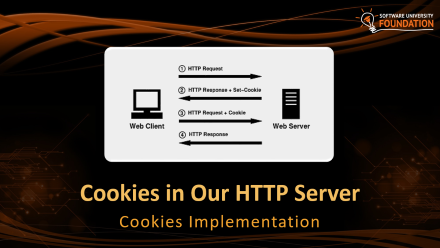 SOFTWARE UNIVERSITY
FOUNDATION
1 HTTP Request
2 HTTP Response + Set-Cookie
3 HTTP Request + Cookie
4 HTTP Response
Web Client
Web Server
Cookies in Our HTTP Server
Cookies Implementation